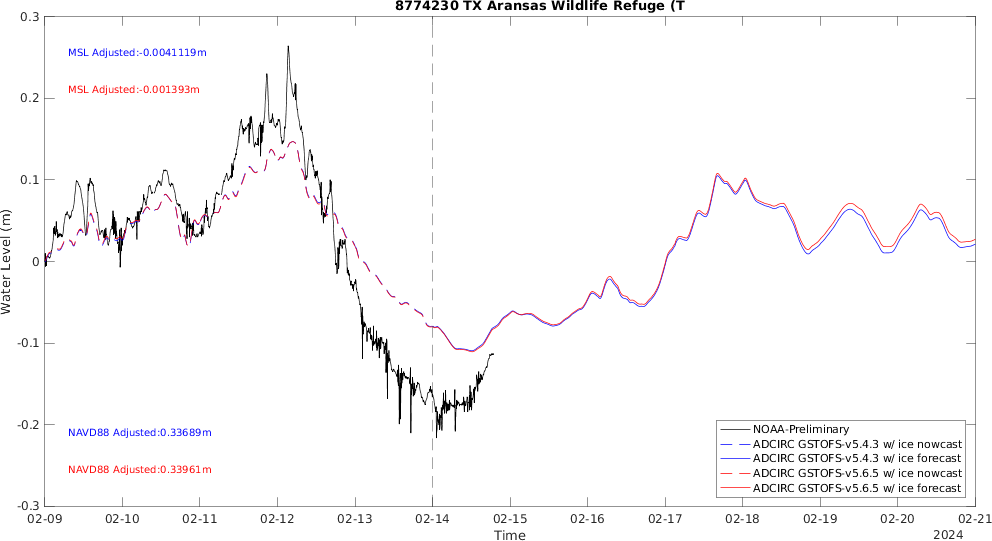 8774230 TX Aransas Wildlife Refuge (T
0.3
0.2
0.1
0
-0.1
-0.2
-0.3
Water Level (m)
MSL Adjusted:-0.0041119m
MSL Adjusted:-0.001393m
NAVD88 Adjusted:0.33689m
NAVD88 Adjusted:0.33961m
NOAA-Preliminary
ADCIRC GSTOFS-v5.4.3 w/ ice nowcast
ADCIRC GSTOFS-v5.4.3 w/ ice forecast
ADCIRC GSTOFS-v5.6.5 w/ ice nowcast
ADCIRC GSTOFS-v5.6.5 w/ ice forecast
02-09 02-10 02-11 02-12 02-13 02-14 02-15 02-16 02-17 02-18 02-19 02-20 02-21
Time
2024